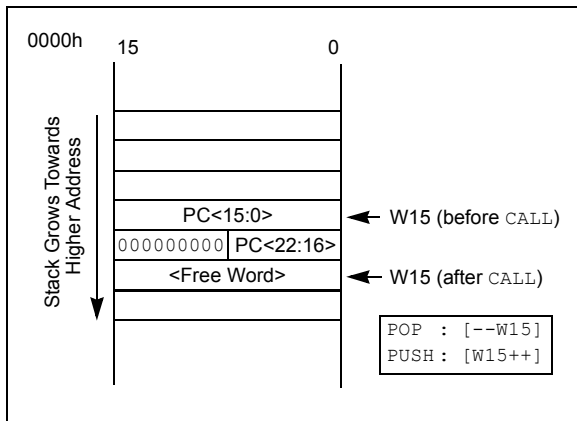 0000h
15 0
Stack Grows Towards
Higher Address
PC<15:0>
W15 (before CALL)
000000000 PC<22:16>
<Free Word>
W15 (after CALL)
POP : [--W15]
PUSH : [W15++]